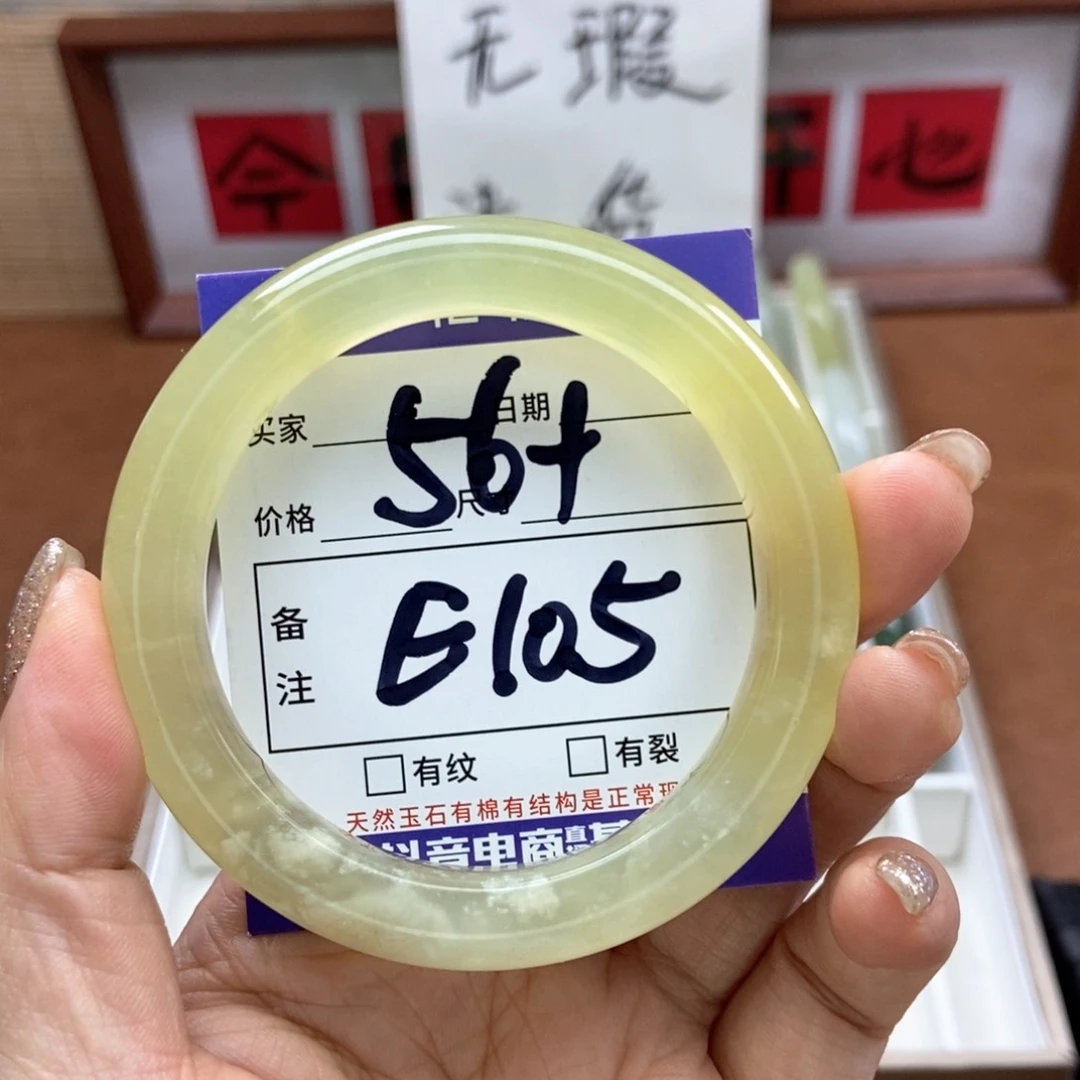 无瑕
今 心
买家 日期
56+
价格 尺寸
备注
E105
有纹 有裂
天然玉石有棉有结构是正常
抖音电商